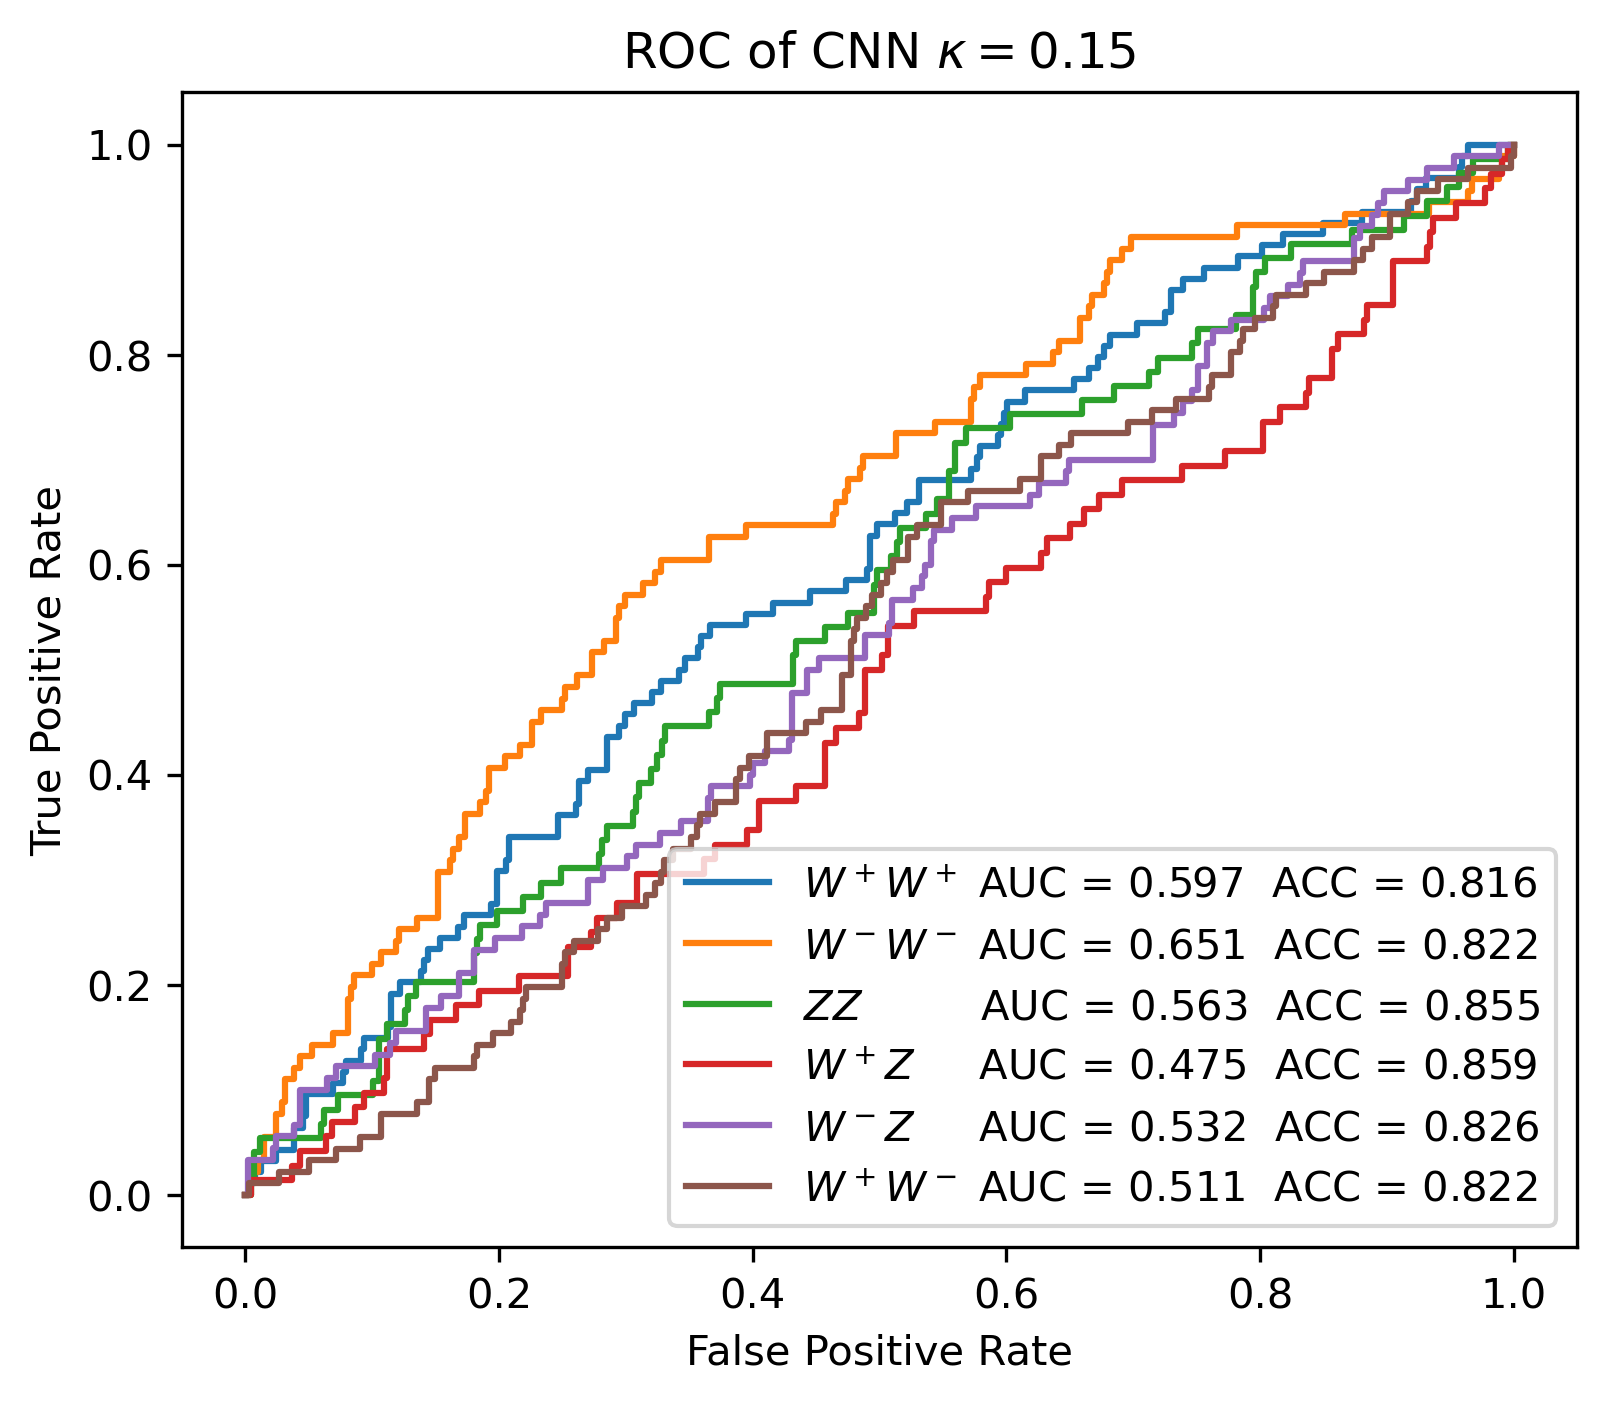 ROC of CNN κ = 0.15
True Positive Rate
1.0
0.8
0.6
0.4
0.2
0.0
W⁺W⁺ AUC = 0.597 ACC = 0.816
W⁻W⁻ AUC = 0.651 ACC = 0.822
ZZ AUC = 0.563 ACC = 0.855
W⁺Z AUC = 0.475 ACC = 0.859
W⁻Z AUC = 0.532 ACC = 0.826
W⁺W⁻ AUC = 0.511 ACC = 0.822
0.0 0.2 0.4 0.6 0.8 1.0
False Positive Rate